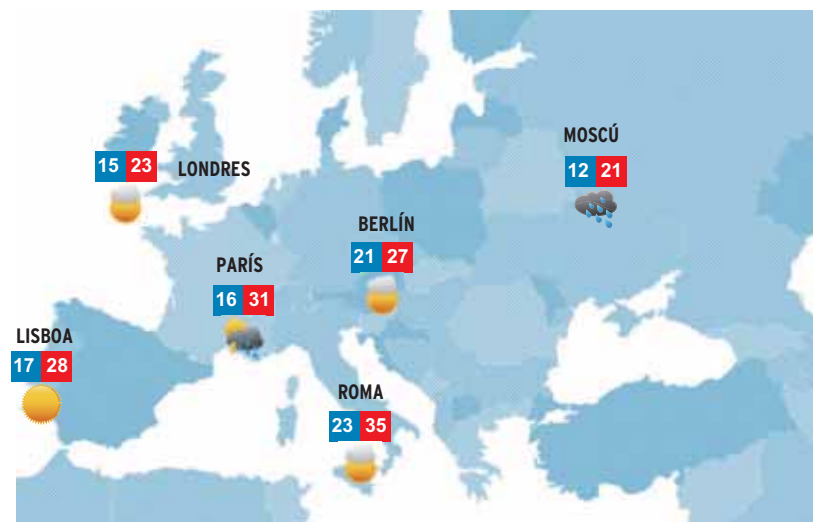 MOSCÚ
12 21
15 23 LONDRES
BERLÍN
21 27
PARÍS
16 31
LISBOA
17 28
ROMA
23 35